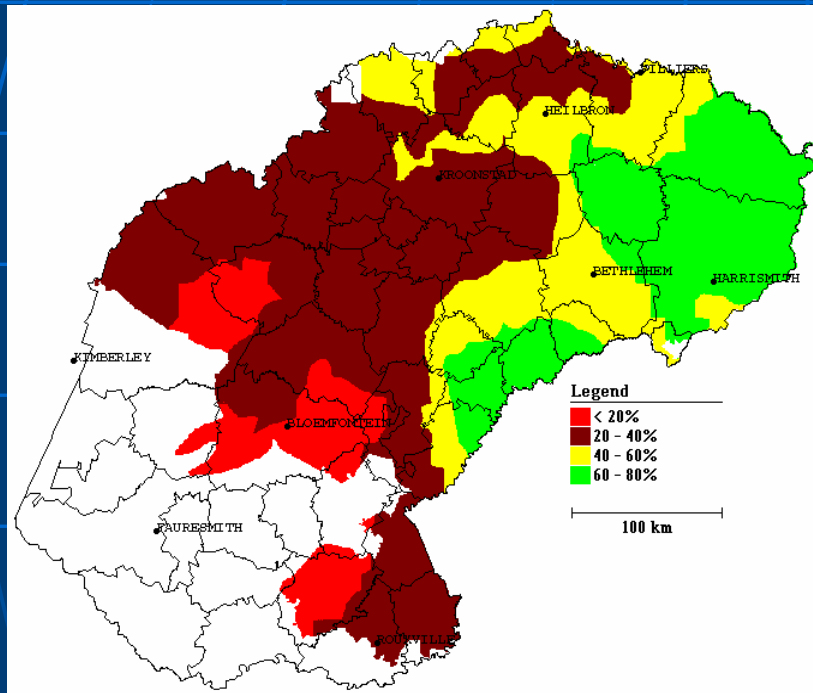 VILLIERS
HEILBRON
KROONSTAD
BETHLEHEM
HARRISMITH
KIMBERLEY
Legend
< 20%
20 - 40%
40 - 60%
60 - 80%
BLOEMFONTEIN
100 km
FAURESMITH
ROUXVILLE